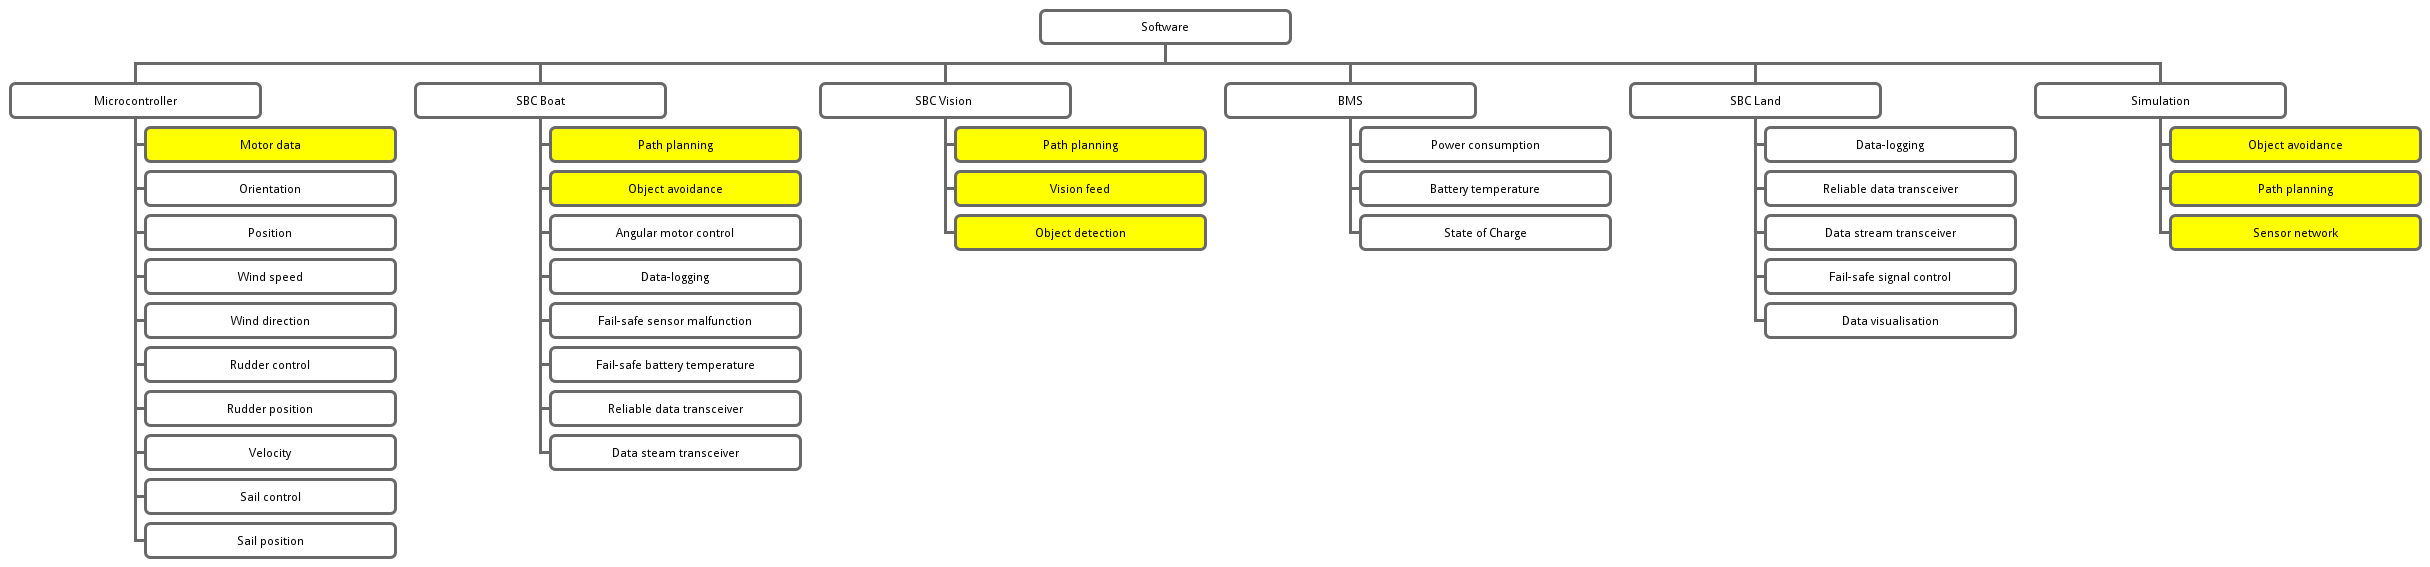 Software
Microcontroller
Motor data
Orientation
Position
Wind speed
Wind direction
Rudder control
Rudder position
Velocity
Sail control
Sail position
SBC Boat
Path planning
Object avoidance
Angular motor control
Data-logging
Fail-safe sensor malfunction
Fail-safe battery temperature
Reliable data transceiver
Data steam transceiver
SBC Vision
Path planning
Vision feed
Object detection
BMS
Power consumption
Battery temperature
State of Charge
SBC Land
Data-logging
Reliable data transceiver
Data stream transceiver
Fail-safe signal control
Data visualisation
Simulation
Object avoidance
Path planning
Sensor network